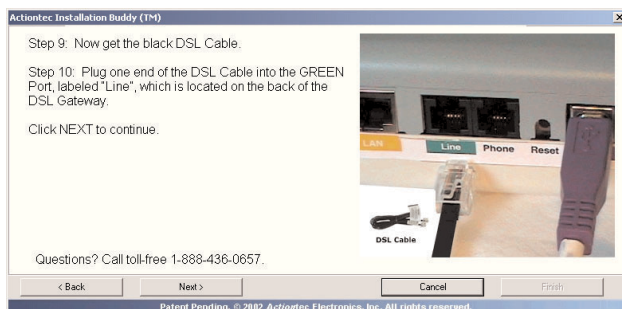 Actiontec Installation Buddy (TM)
Step 9: Now get the black DSL Cable.
Step 10: Plug one end of the DSL Cable into the GREEN
Port, labeled "Line", which is located on the back of the
DSL Gateway.
Click NEXT to continue.
LAN
Line
Phone
Reset
DSL Cable
Questions? Call toll-free 1-888-436-0657.
< Back
Next >
Cancel
Finish
Patent Pending. © 2002 Actiontec Electronics, Inc. All rights reserved.